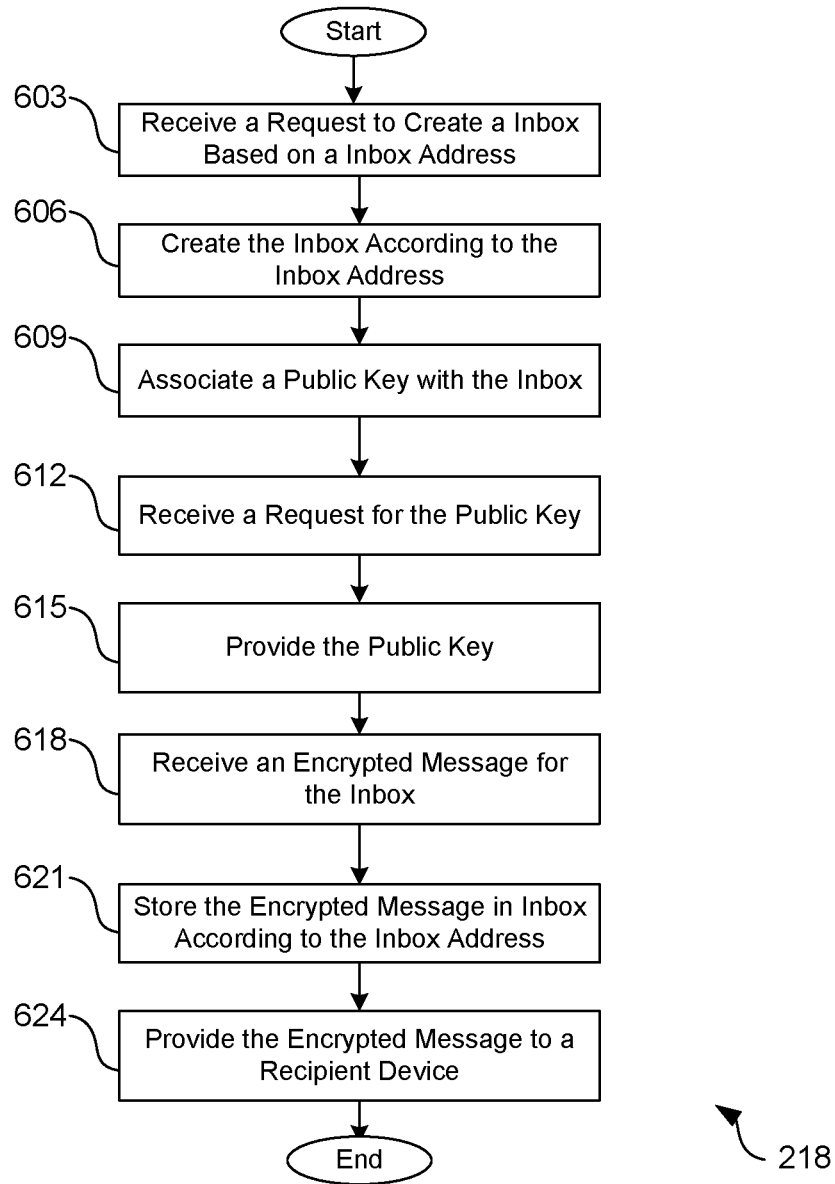 Start
603
Receive a Request to Create a Inbox
Based on a Inbox Address
606
Create the Inbox According to the
Inbox Address
609
Associate a Public Key with the Inbox
612
Receive a Request for the Public Key
615
Provide the Public Key
618
Receive an Encrypted Message for
the Inbox
621
Store the Encrypted Message in Inbox
According to the Inbox Address
624
Provide the Encrypted Message to a
Recipient Device
End
218